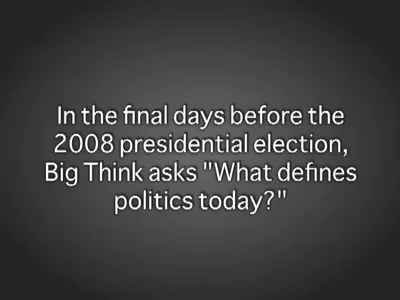 In the final days before the
2008 presidential election,
Big Think asks "What defines
politics today?"